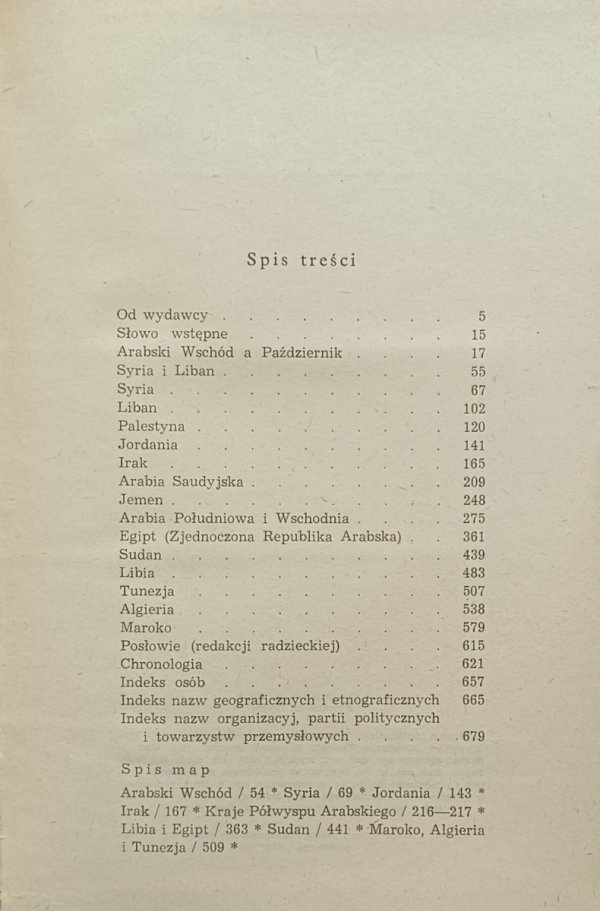 Spis treści
Od wydawcy . . . . . . . . . 5
Słowo wstępne . . . . . . . . 15
Arabski Wschód a Październik . . . . 17
Syria i Liban . . . . . . . . . 55
Syria . . . . . . . . . . . 67
Liban . . . . . . . . . . . 102
Palestyna . . . . . . . . . . 120
Jordania . . . . . . . . . . 141
Irak . . . . . . . . . . . 165
Arabia Saudyjska . . . . . . . . 209
Jemen . . . . . . . . . . . 248
Arabia Południowa i Wschodnia . . . . 275
Egipt (Zjednoczona Republika Arabska) . . 361
Sudan . . . . . . . . . . . 439
Libia . . . . . . . . . . . 483
Tunezja . . . . . . . . . . 507
Algieria . . . . . . . . . . 538
Maroko . . . . . . . . . . 579
Posłowie (redakcji radzieckiej) . . . . 615
Chronologia . . . . . . . . . 621
Indeks osób . . . . . . . . . 657
Indeks nazw geograficznych i etnograficznych 665
Indeks nazw organizacyj, partii politycznych
i towarzystw przemysłowych . . . . . 679
Spis map
Arabski Wschód / 54 * Syria / 69 * Jordania / 143 *
Irak / 167 * Kraje Półwyspu Arabskiego / 216—217 *
Libia i Egipt / 363 * Sudan / 441 * Maroko, Algieria
i Tunezja / 509 *